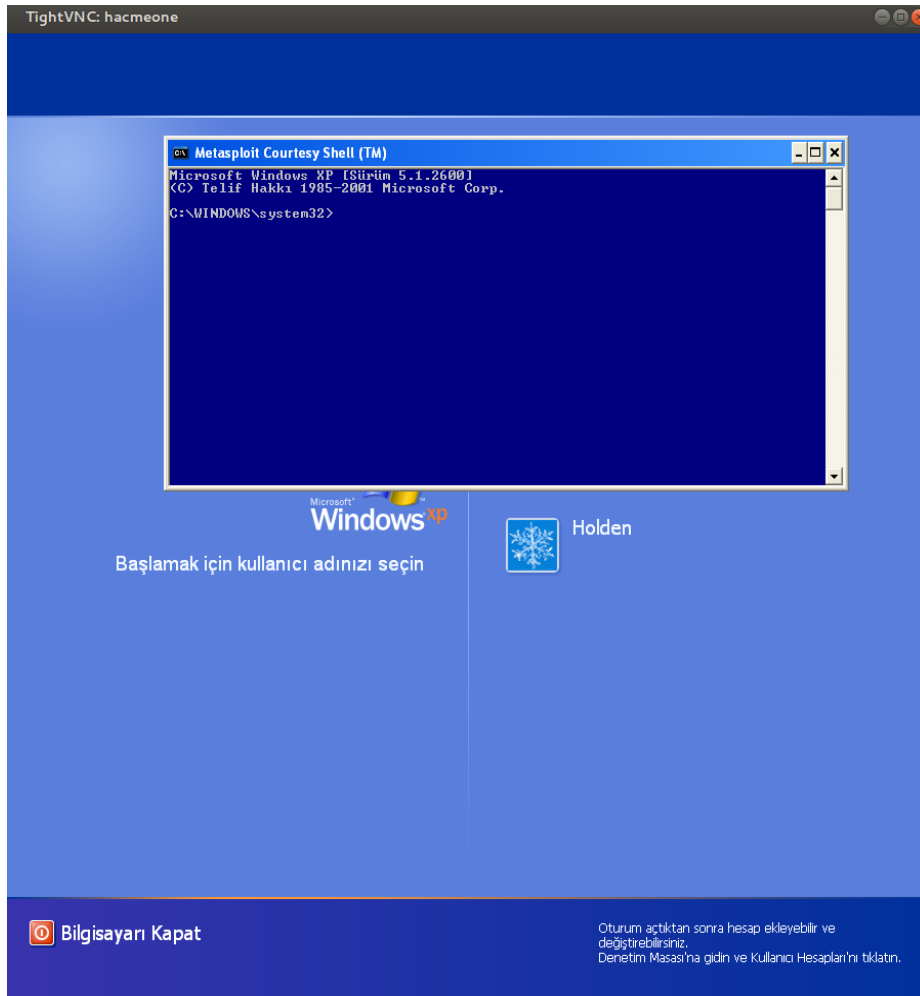 TightVNC: hacmeone
Metasploit Courtesy Shell (TM)
Microsoft Windows XP [Sürüm 5.1.2600]
(C) Telif Hakkı 1985-2001 Microsoft Corp.
C:\WINDOWS\system32>
Microsoft
Windows xp
Başlamak için kullanıcı adınızı seçin
Holden
Bilgisayarı Kapat
Oturum açtıktan sonra hesap ekleyebilir ve
değiştirebilirsiniz.
Denetim Masası'na gidin ve Kullanıcı Hesapları'nı tıklatın.